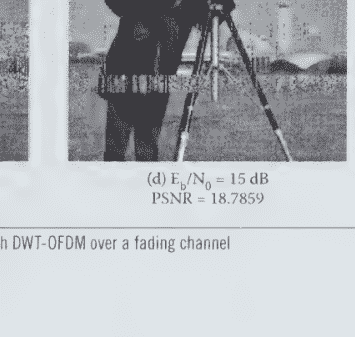 (d) E_b/N_0 = 15 dB
PSNR = 18.7859
h DWT-OFDM over a fading channel